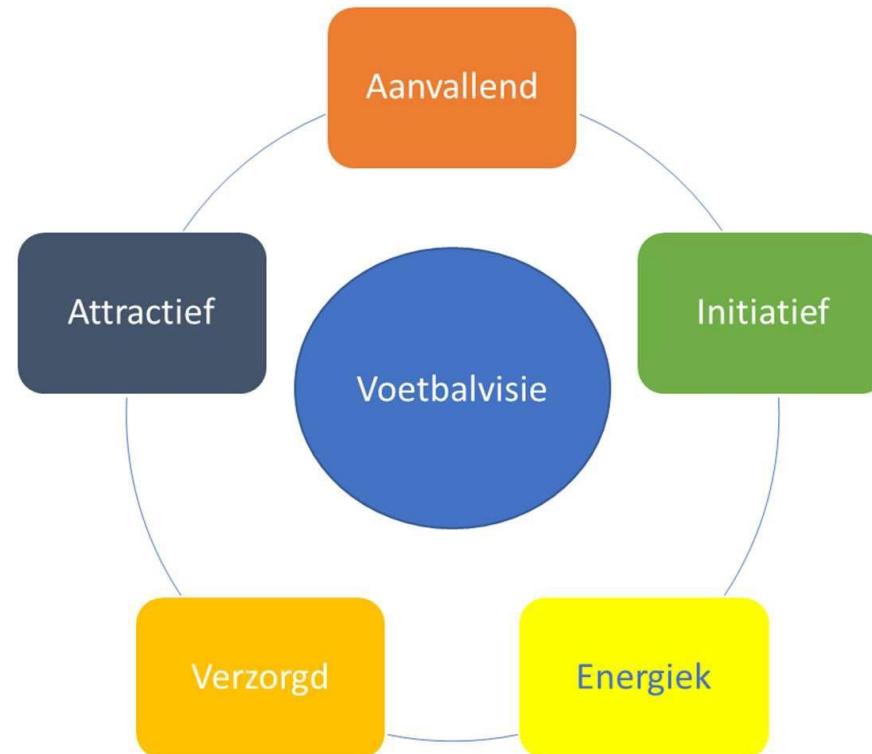 Aanvallend
Attractief
Initiatief
Voetbalvisie
Verzorgd
Energiek